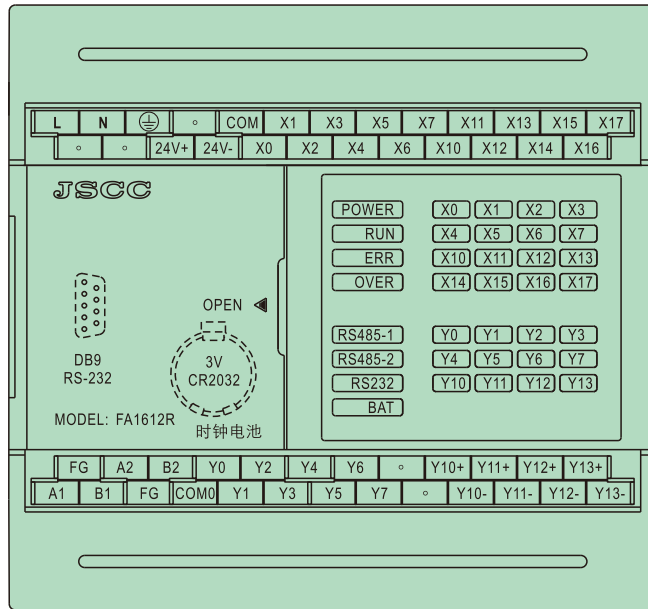 L N COM X1 X3 X5 X7 X11 X13 X15 X17
24V+ 24V- X0 X2 X4 X6 X10 X12 X14 X16
JSCC
POWER X0 X1 X2 X3
RUN X4 X5 X6 X7
ERR X10 X11 X12 X13
OVER X14 X15 X16 X17
OPEN
RS485-1 Y0 Y1 Y2 Y3
RS485-2 Y4 Y5 Y6 Y7
RS232 Y10 Y11 Y12 Y13
BAT
DB9
RS-232
3V
CR2032
MODEL: FA1612R
时钟电池
FG A2 B2 Y0 Y2 Y4 Y6 Y10+ Y11+ Y12+ Y13+
A1 B1 FG COM0 Y1 Y3 Y5 Y7 Y10- Y11- Y12- Y13-